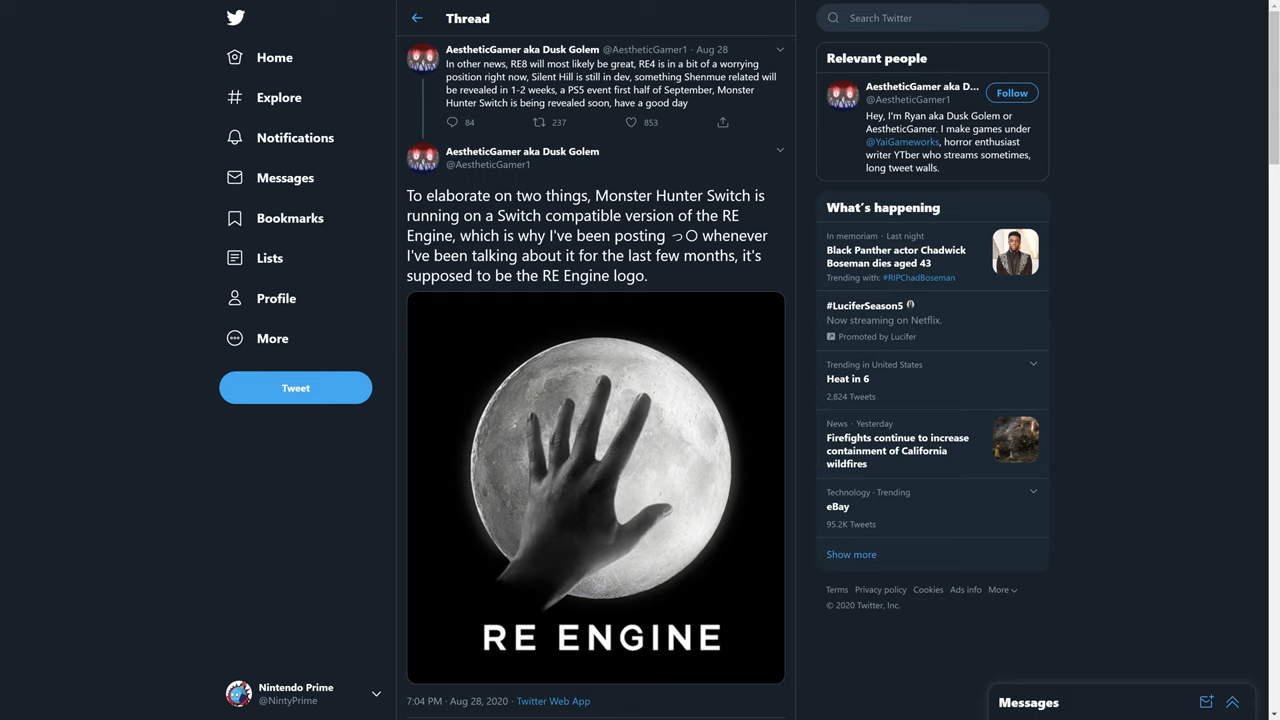 Home
Explore
Notifications
Messages
Bookmarks
Lists
Profile
More
Tweet
Nintendo Prime
@NintyPrime
Thread
AestheticGamer aka Dusk Golem @AestheticGamer1 · Aug 28
In other news, RE8 will most likely be great, RE4 is in a bit of a worrying
position right now, Silent Hill is still in dev, something Shenmue related will
be revealed in 1-2 weeks, a PS5 event first half of September, Monster
Hunter Switch is being revealed soon, have a good day
84 237 853
AestheticGamer aka Dusk Golem
@AestheticGamer1
To elaborate on two things, Monster Hunter Switch is
running on a Switch compatible version of the RE
Engine, which is why I've been posting っ〇 whenever
I've been talking about it for the last few months, it's
supposed to be the RE Engine logo.
RE ENGINE
7:04 PM · Aug 28, 2020 · Twitter Web App
Search Twitter
Relevant people
AestheticGamer aka D...
@AestheticGamer1
Follow
Hey, I'm Ryan aka Dusk Golem or
AestheticGamer. I make games under
@YaiGameworks, horror enthusiast
writer YTber who streams sometimes,
long tweet walls.
What's happening
In memoriam · Last night
Black Panther actor Chadwick
Boseman dies aged 43
Trending with: #RIPChadBoseman
#LuciferSeason5
Now streaming on Netflix.
Promoted by Lucifer
Trending in United States
Heat in 6
2,824 Tweets
News · Yesterday
Firefights continue to increase
containment of California
wildfires
Technology · Trending
eBay
95.2K Tweets
Show more
Terms Privacy policy Cookies Ads info More
© 2020 Twitter, Inc.
Messages